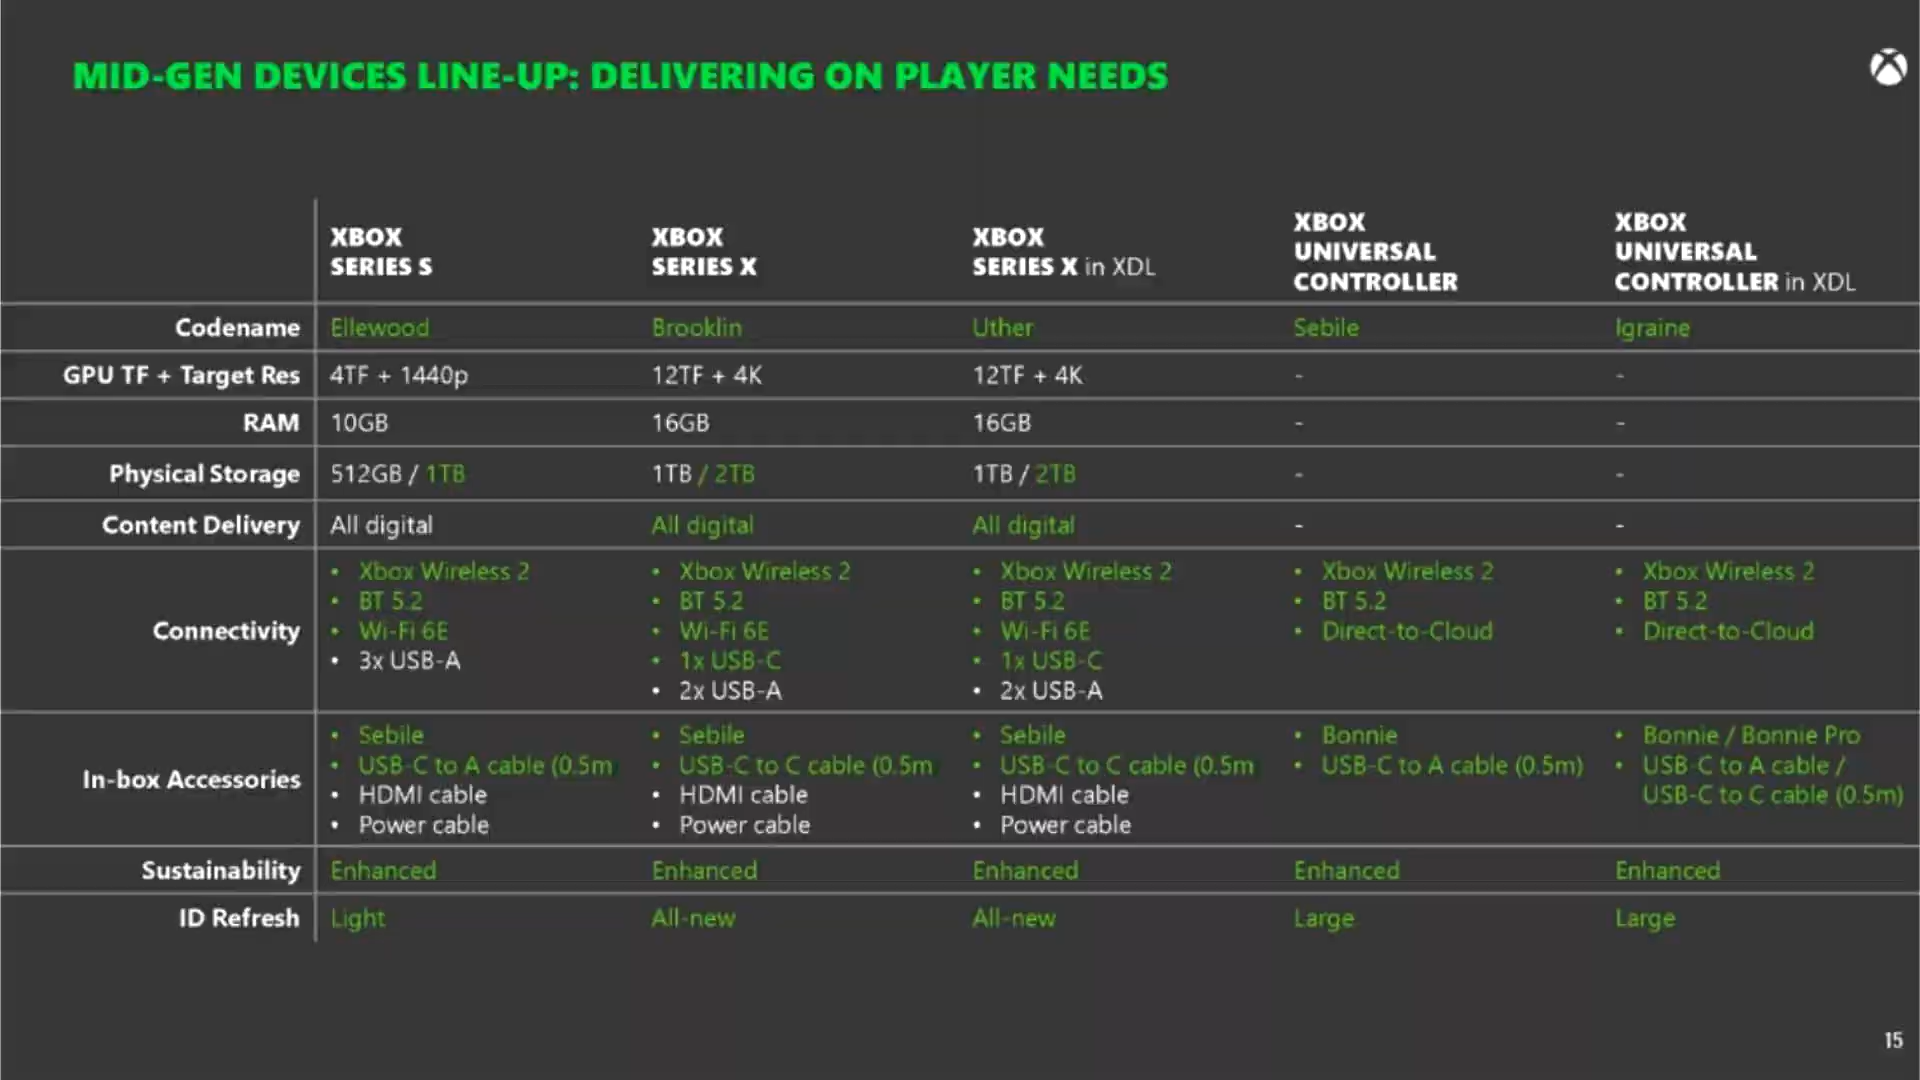 MID-GEN DEVICES LINE-UP: DELIVERING ON PLAYER NEEDS
XBOX
SERIES S
XBOX
SERIES X
XBOX
SERIES X in XDL
XBOX
UNIVERSAL
CONTROLLER
XBOX
UNIVERSAL
CONTROLLER in XDL
Codename Ellewood Brooklin Uther Sebile Igraine
GPU TF + Target Res 4TF + 1440p 12TF + 4K 12TF + 4K - -
RAM 10GB 16GB 16GB - -
Physical Storage 512GB / 1TB 1TB / 2TB 1TB / 2TB - -
Content Delivery All digital All digital All digital - -
Connectivity
• Xbox Wireless 2
• BT 5.2
• Wi-Fi 6E
• 3x USB-A
• Xbox Wireless 2
• BT 5.2
• Wi-Fi 6E
• 1x USB-C
• 2x USB-A
• Xbox Wireless 2
• BT 5.2
• Wi-Fi 6E
• 1x USB-C
• 2x USB-A
• Xbox Wireless 2
• BT 5.2
• Direct-to-Cloud
• Xbox Wireless 2
• BT 5.2
• Direct-to-Cloud
In-box Accessories
• Sebile
• USB-C to A cable (0.5m
• HDMI cable
• Power cable
• Sebile
• USB-C to C cable (0.5m
• HDMI cable
• Power cable
• Sebile
• USB-C to C cable (0.5m
• HDMI cable
• Power cable
• Bonnie
• USB-C to A cable (0.5m)
• Bonnie / Bonnie Pro
• USB-C to A cable /
USB-C to C cable (0.5m)
Sustainability Enhanced Enhanced Enhanced Enhanced Enhanced
ID Refresh Light All-new All-new Large Large
15